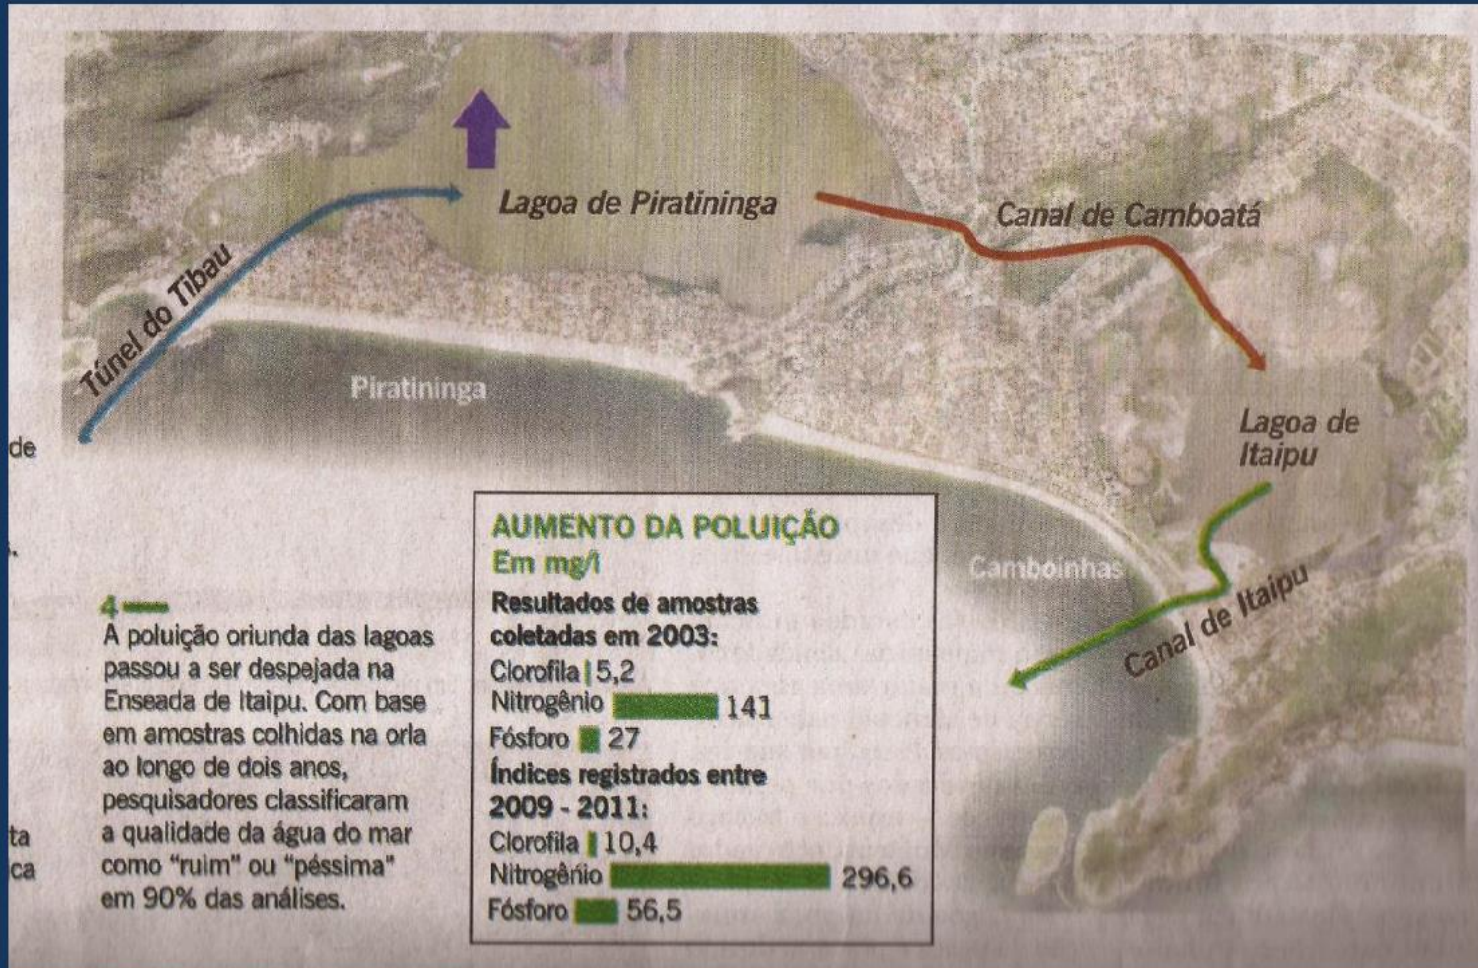 Lagoa de Piratininga
Canal de Camboatá
Túnel do Tibau
Piratininga
Lagoa de
Itaipu
Camboinhas
Canal de Itaipu
de
s.
ta
ca
4
A poluição oriunda das lagoas
passou a ser despejada na
Enseada de Itaipu. Com base
em amostras colhidas na orla
ao longo de dois anos,
pesquisadores classificaram
a qualidade da água do mar
como “ruim” ou “péssima”
em 90% das análises.
AUMENTO DA POLUIÇÃO
Em mg/l
Resultados de amostras
coletadas em 2003:
Clorofila 5,2
Nitrogênio 141
Fósforo 27
Índices registrados entre
2009 - 2011:
Clorofila 10,4
Nitrogênio 296,6
Fósforo 56,5